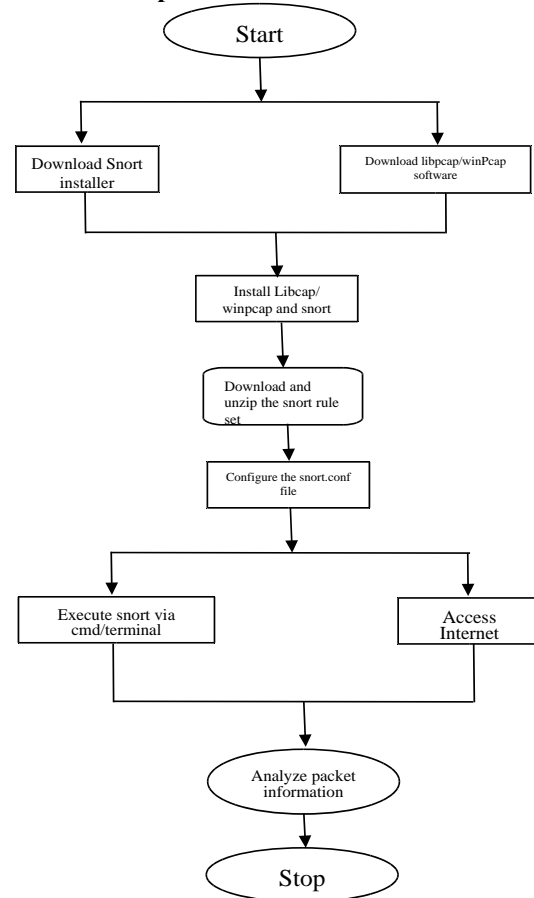 Start
Download Snort
installer
Download libpcap/winPcap
software
Install Libcap/
winpcap and snort
Download and
unzip the snort rule
set
Configure the snort.conf
file
Execute snort via
cmd/terminal
Access
Internet
Analyze packet
information
Stop